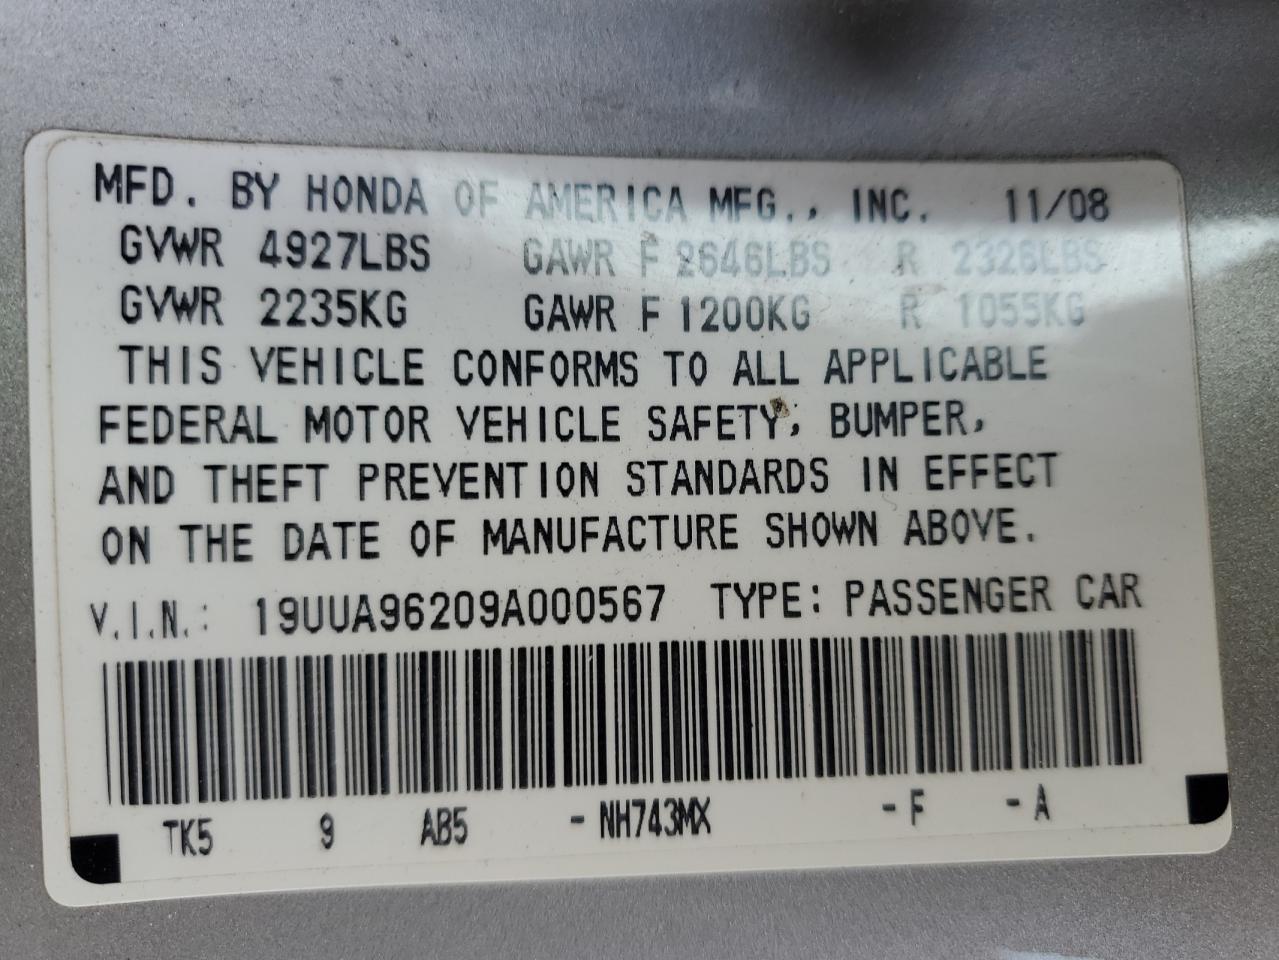 MFD. BY HONDA OF AMERICA MFG., INC. 11/08
GVWR 4927LBS GAWR F 2646LBS R 2326LBS
GVWR 2235KG GAWR F 1200KG R 1055KG
THIS VEHICLE CONFORMS TO ALL APPLICABLE
FEDERAL MOTOR VEHICLE SAFETY, BUMPER,
AND THEFT PREVENTION STANDARDS IN EFFECT
ON THE DATE OF MANUFACTURE SHOWN ABOVE.
V.I.N.: 19UUA96209A000567 TYPE: PASSENGER CAR
TK5 9 AB5 -NH743MX -F -A